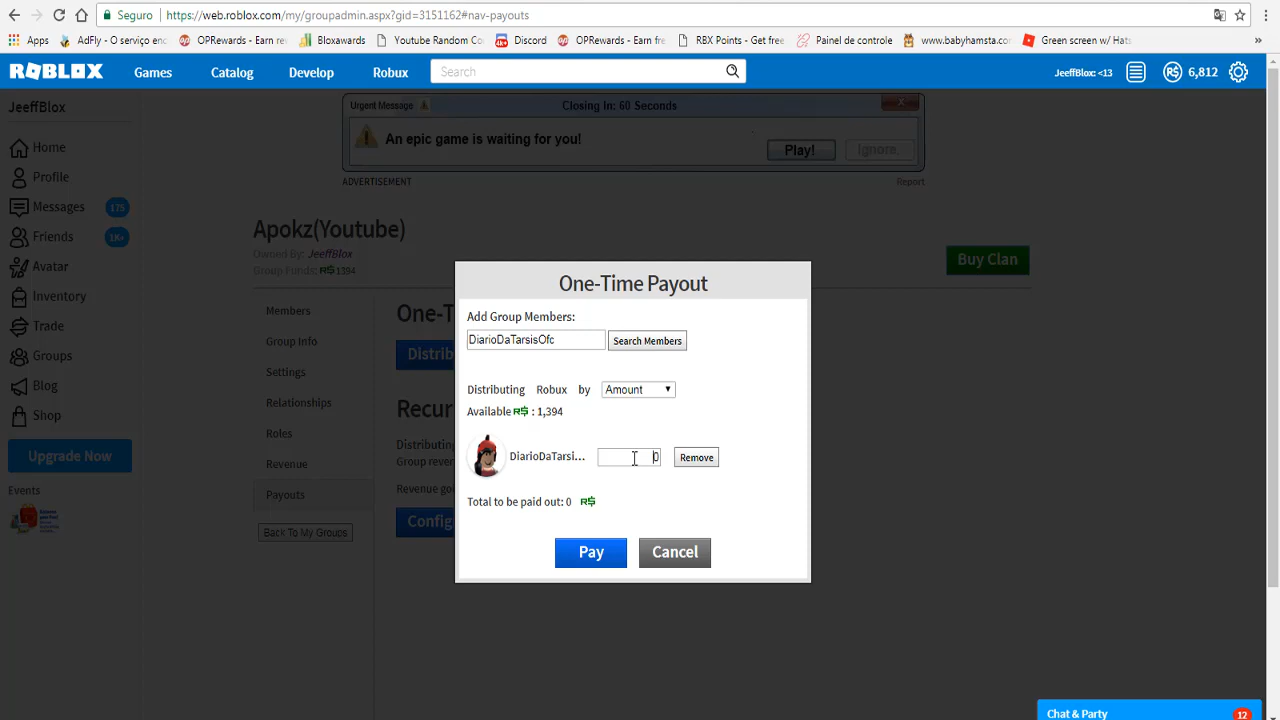 Seguro https://web.roblox.com/my/groupadmin.aspx?gid=3151162#nav-payouts
Apps AdFly - O serviço en OPRewards - Earn re Bloxawards Youtube Random Co Discord OPRewards - Earn fre RBX Points - Get free Painel de controle www.babyhamsta.co Green screen w/ Hats »
ROBLOX Games Catalog Develop Robux Search JeeffBlox: <13 R$ 6,812
JeeffBlox
Home
Profile
Messages 175
Friends 1K+
Avatar
Inventory
Trade
Groups
Blog
Shop
Upgrade Now
Events
Urgent Message Closing In: 60 Seconds X
An epic game is waiting for you!
Play! Ignore.
ADVERTISEMENT Report
Apokz(Youtube)
Owned By: JeeffBlox
Group Funds: R$ 1394
Buy Clan
Members
Group Info
Settings
Relationships
Roles
Revenue
Payouts
Back To My Groups
One-T
Distrib
Recur
Distributing
Group reve
Revenue go
Config
One-Time Payout
Add Group Members:
DiarioDaTarsisOfc Search Members
Distributing Robux by Amount
Available R$ : 1,394
DiarioDaTarsi... 0 Remove
Total to be paid out: 0 R$
Pay Cancel
Chat & Party 12